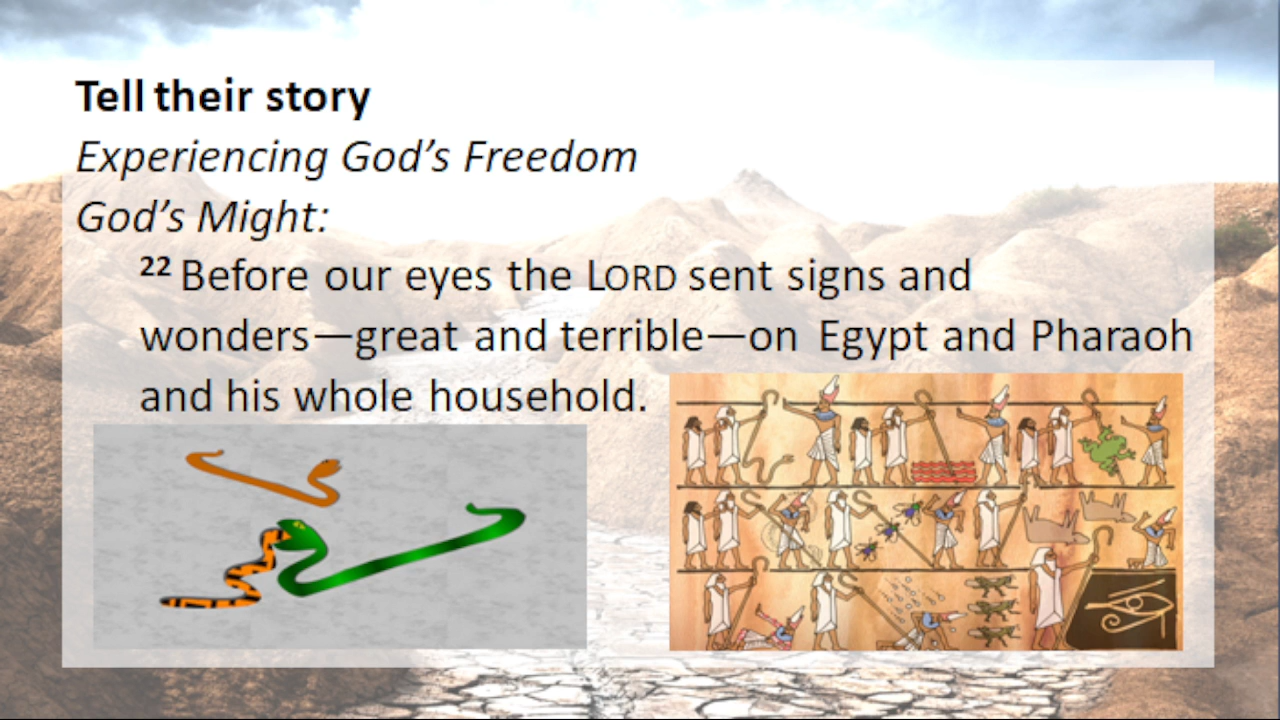 Tell their story
Experiencing God’s Freedom
God’s Might:
22 Before our eyes the LORD sent signs and
wonders—great and terrible—on Egypt and Pharaoh
and his whole household.